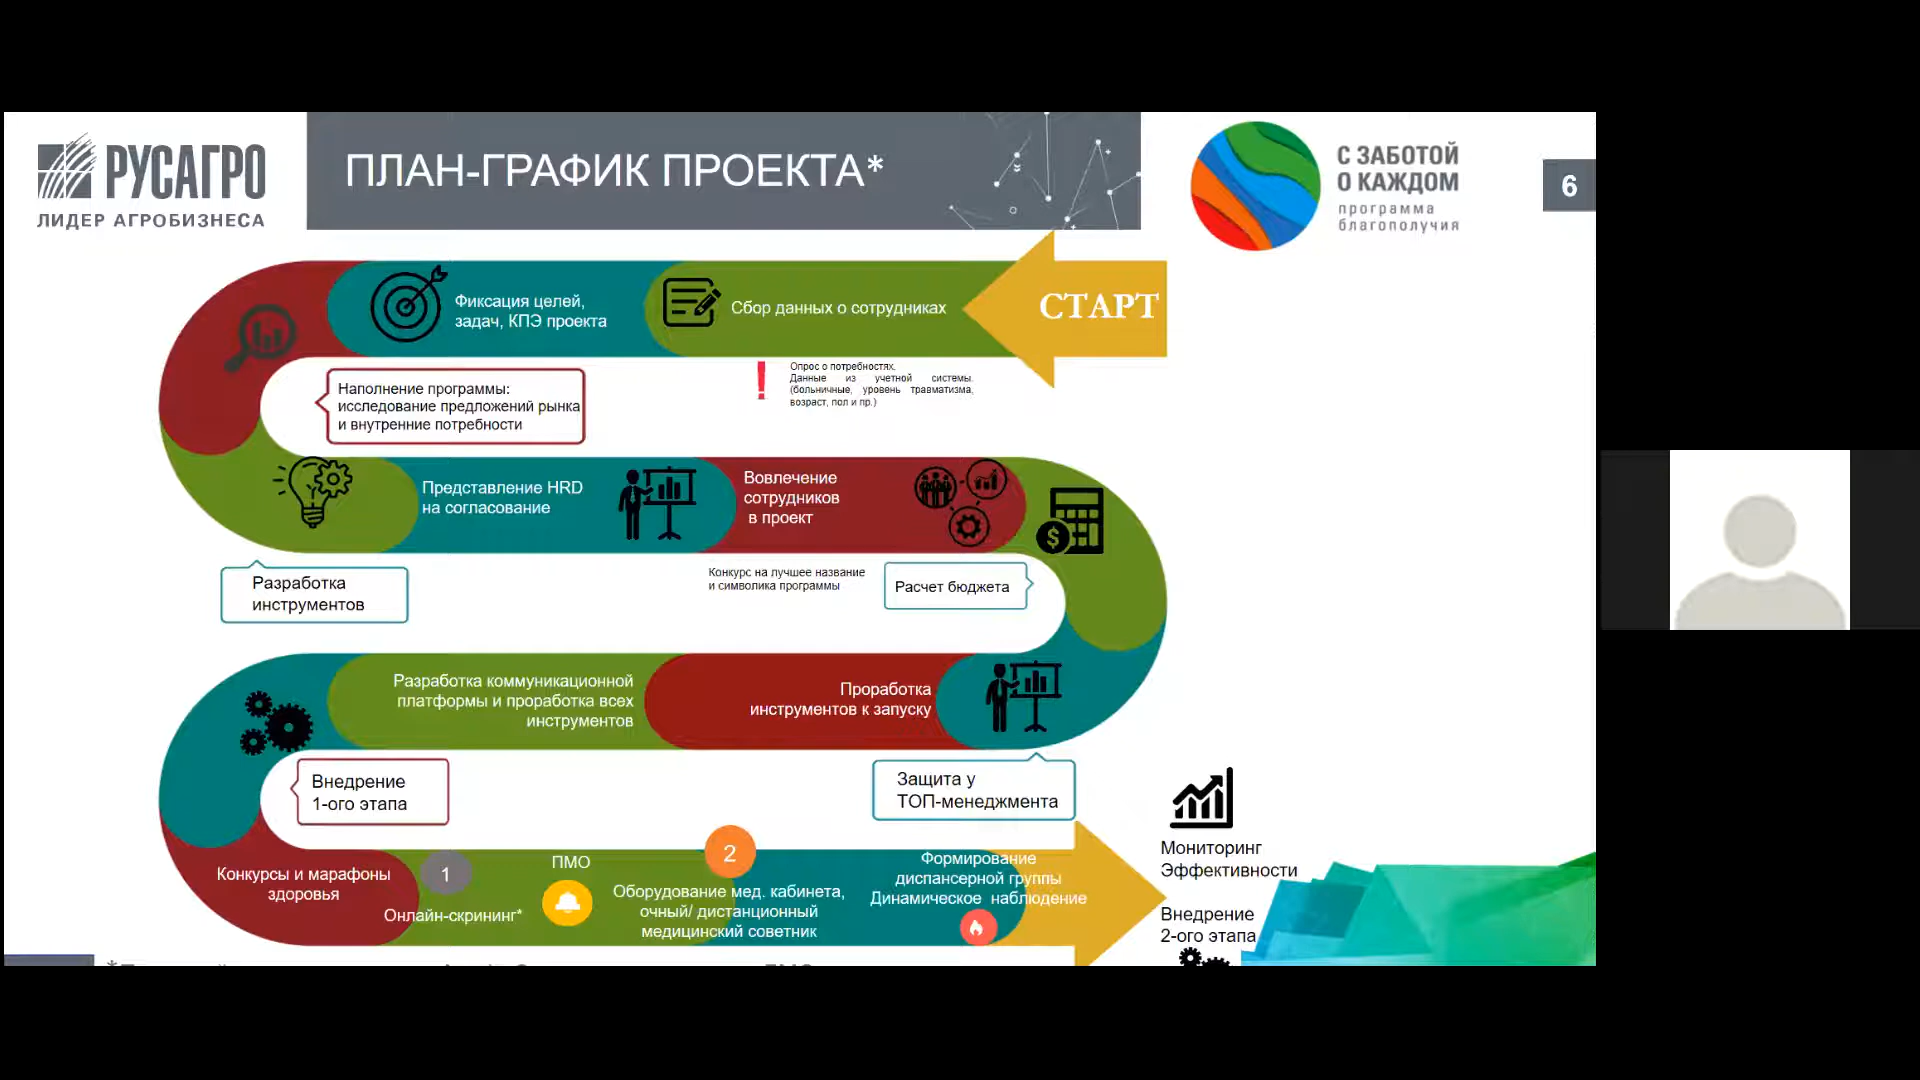 РУСАГРО
ЛИДЕР АГРОБИЗНЕСА
ПЛАН-ГРАФИК ПРОЕКТА*
С ЗАБОТОЙ
О КАЖДОМ
программа
благополучия
6
СТАРТ
Сбор данных о сотрудниках
Фиксация целей,
задач, КПЭ проекта
Опрос о потребностях.
Данные из учетной системы.
(больничные, уровень травматизма,
возраст, пол и пр.)
Наполнение программы:
исследование предложений рынка
и внутренние потребности
Представление HRD
на согласование
Вовлечение
сотрудников
в проект
Разработка
инструментов
Конкурс на лучшее название
и символика программы
Расчет бюджета
$
Разработка коммуникационной
платформы и проработка всех
инструментов
Проработка
инструментов к запуску
Внедрение
1-ого этапа
Защита у
ТОП-менеджмента
Конкурсы и марафоны
здоровья
1
Онлайн-скрининг*
ПМО
2
Оборудование мед. кабинета,
очный/ дистанционный
медицинский советник
Формирование
диспансерной группы
Динамическое наблюдение
Мониторинг
Эффективности
Внедрение
2-ого этапа